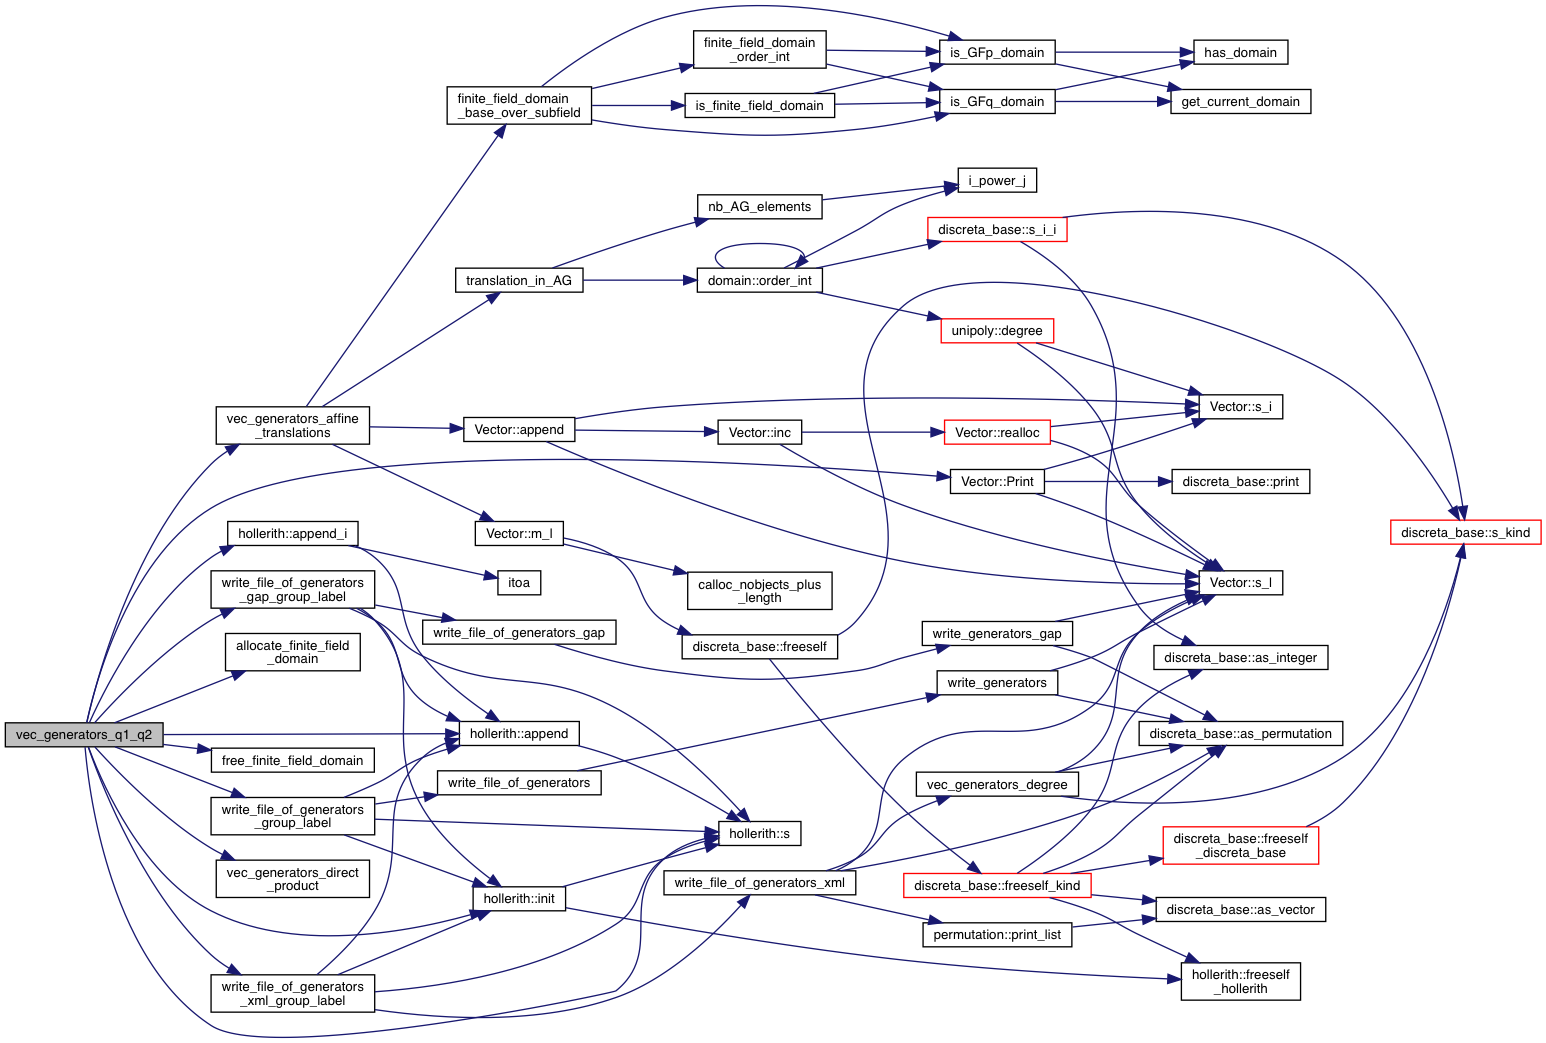 finite_field_domain
_order_int
is_GFp_domain
has_domain
finite_field_domain
_base_over_subfield
is_finite_field_domain
is_GFq_domain
get_current_domain
i_power_j
nb_AG_elements
discreta_base::s_i_i
translation_in_AG
domain::order_int
unipoly::degree
vec_generators_affine
_translations
Vector::append
Vector::inc
Vector::realloc
Vector::s_i
Vector::Print
discreta_base::print
hollerith::append_i
Vector::m_l
discreta_base::s_kind
write_file_of_generators
_gap_group_label
itoa
calloc_nobjects_plus
_length
Vector::s_l
allocate_finite_field
_domain
write_file_of_generators_gap
discreta_base::freeself
write_generators_gap
discreta_base::as_integer
write_generators
vec_generators_q1_q2
hollerith::append
discreta_base::as_permutation
free_finite_field_domain
write_file_of_generators
vec_generators_degree
write_file_of_generators
_group_label
hollerith::s
discreta_base::freeself
_discreta_base
vec_generators_direct
_product
hollerith::init
write_file_of_generators_xml
discreta_base::freeself_kind
discreta_base::as_vector
permutation::print_list
write_file_of_generators
_xml_group_label
hollerith::freeself
_hollerith